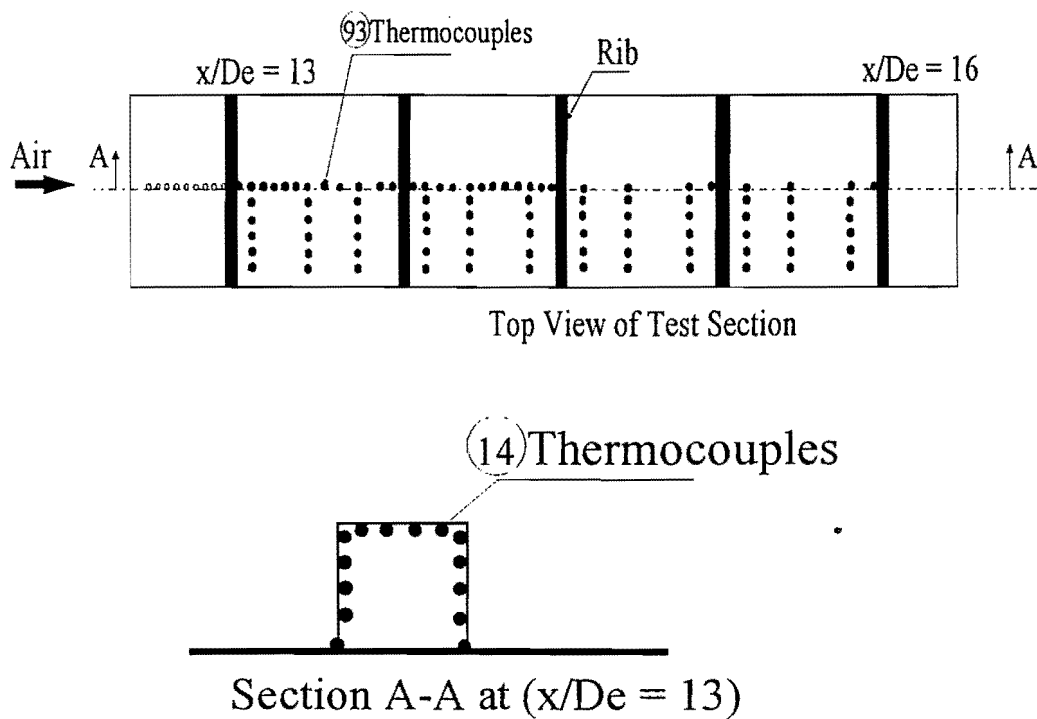 93 Thermocouples
Rib
x/De = 13
x/De = 16
Air
A
A
Top View of Test Section
14 Thermocouples
Section A-A at (x/De = 13)